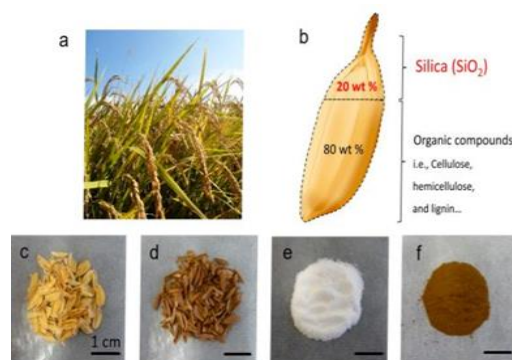 a
b
Silica (SiO₂)
20 wt %
80 wt %
Organic compounds
i.e., Cellulose,
hemicellulose,
and lignin…
c
d
e
f
1 cm